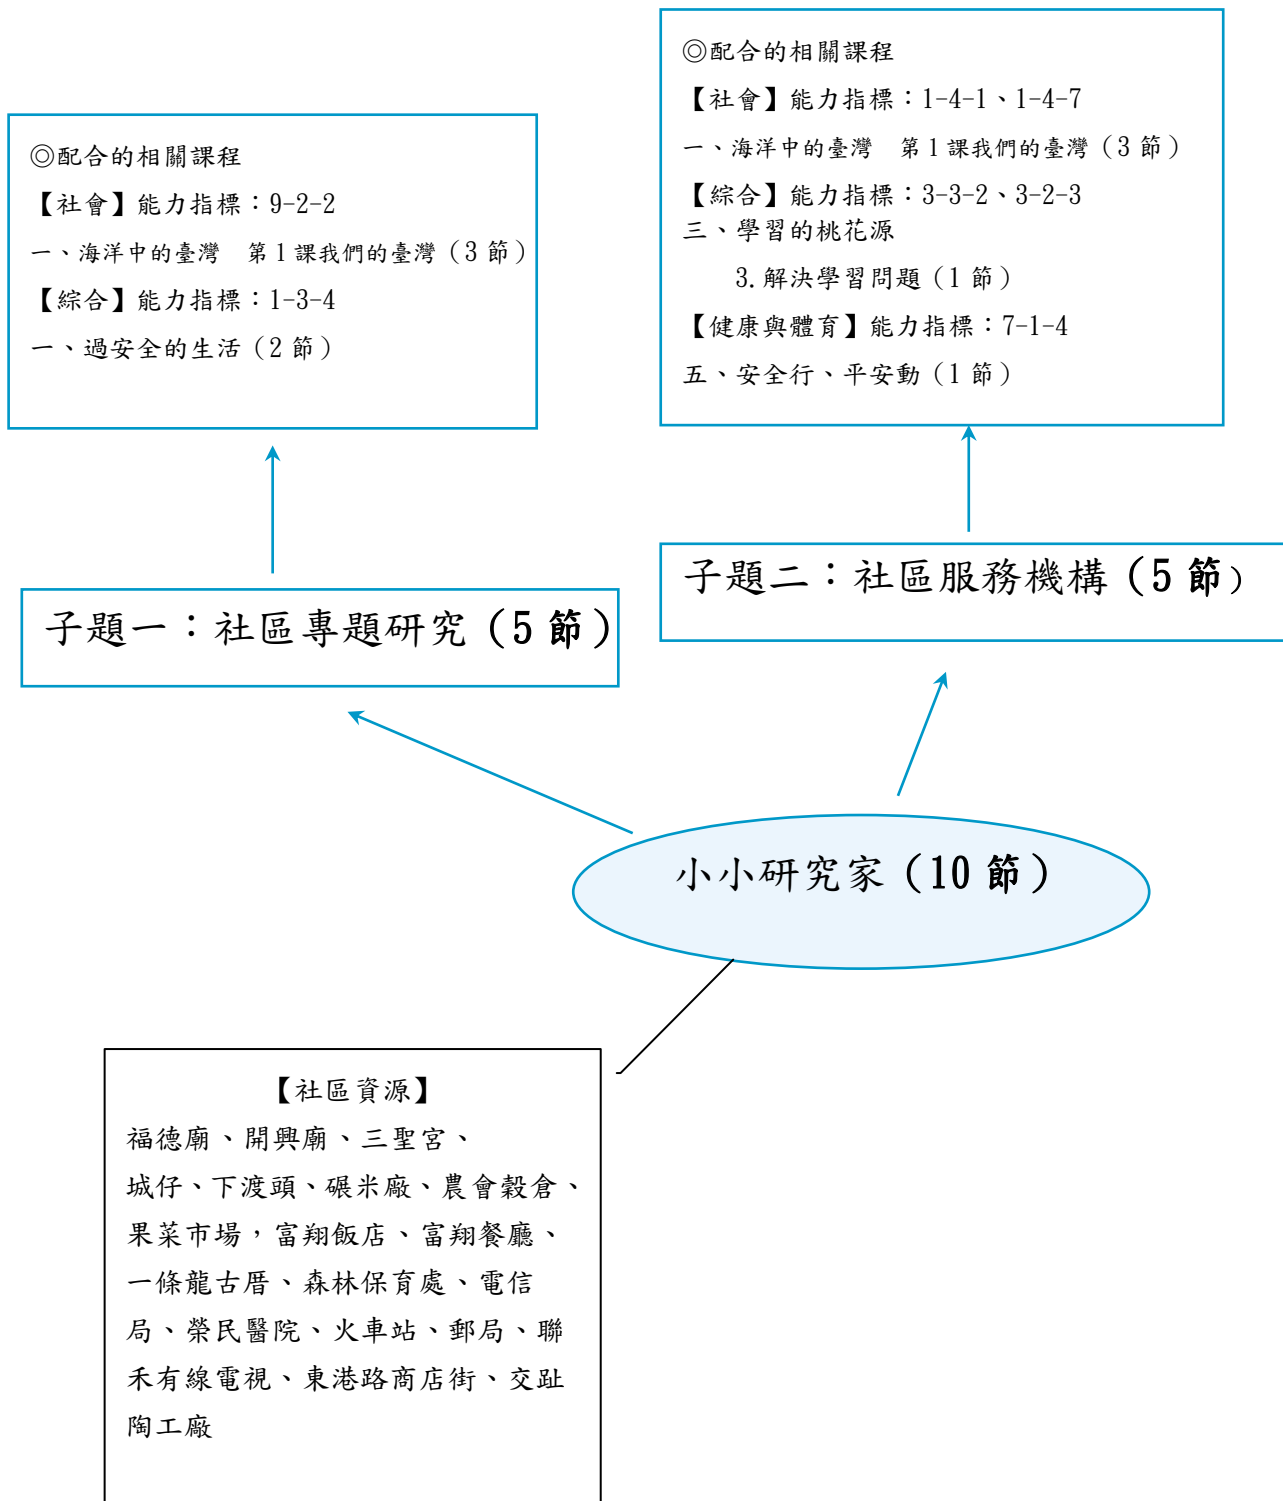 ◎配合的相關課程
【社會】能力指標：9-2-2
一、海洋中的臺灣　第1課我們的臺灣（3 節）
【綜合】能力指標：1-3-4
一、過安全的生活（2 節）
◎配合的相關課程
【社會】能力指標：1-4-1、1-4-7
一、海洋中的臺灣　第1課我們的臺灣（3 節）
【綜合】能力指標：3-3-2、3-2-3
三、學習的桃花源
3.解決學習問題（1 節）
【健康與體育】能力指標：7-1-4
五、安全行、平安動（1 節）
子題一：社區專題研究（5 節）
子題二：社區服務機構（5 節）
小小研究家（10 節）
【社區資源】
福德廟、開興廟、三聖宮、
城仔、下渡頭、碾米廠、農會穀倉、
果菜市場，富翔飯店、富翔餐廳、
一條龍古厝、森林保育處、電信
局、榮民醫院、火車站、郵局、聯
禾有線電視、東港路商店街、交趾
陶工廠